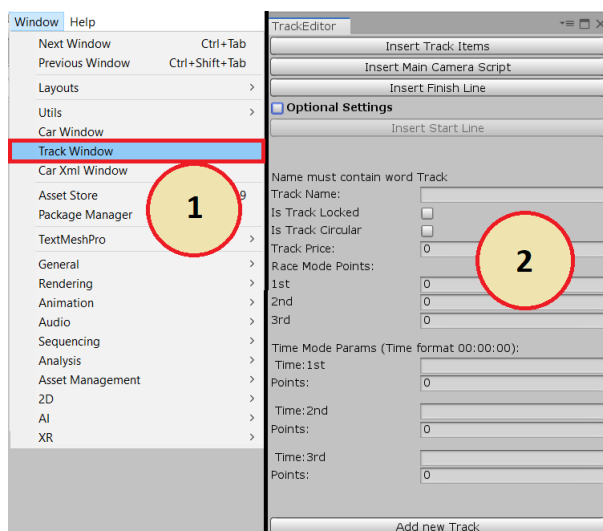 Window Help
Next Window Ctrl+Tab
Previous Window Ctrl+Shift+Tab
Layouts >
Utils >
Car Window
Track Window
Car Xml Window
Asset Store 9
Package Manager
TextMeshPro >
General >
Rendering >
Animation >
Audio >
Sequencing >
Analysis >
Asset Management >
2D >
AI >
XR >
1
TrackEditor
Insert Track Items
Insert Main Camera Script
Insert Finish Line
Optional Settings
Insert Start Line
Name must contain word Track
Track Name:
Is Track Locked
Is Track Circular
Track Price: 0
Race Mode Points:
1st 0
2nd 0
3rd 0
Time Mode Params (Time format 00:00:00):
Time:1st
Points: 0
Time:2nd
Points: 0
Time:3rd
Points: 0
Add new Track
2